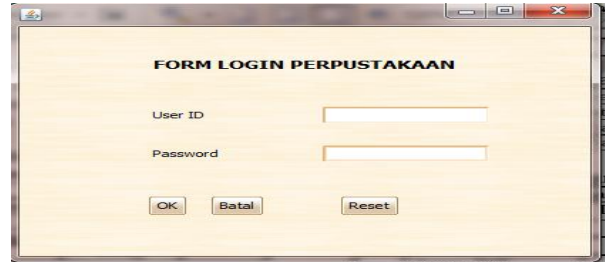 FORM LOGIN PERPUSTAKAAN
User ID
Password
OK Batal Reset